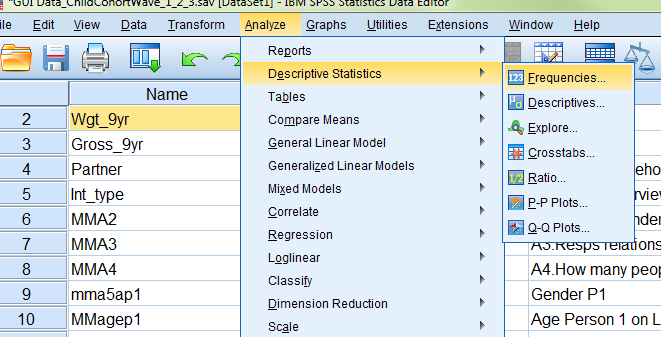 *GUI Data_ChildCohortWave_1_2_3.sav [DataSet1] - IBM SPSS Statistics Data Editor
File Edit View Data Transform Analyze Graphs Utilities Extensions Window Help
Reports
Descriptive Statistics
Tables
Compare Means
General Linear Model
Generalized Linear Models
Mixed Models
Correlate
Regression
Loglinear
Classify
Dimension Reduction
Scale
Frequencies...
Descriptives...
Explore...
Crosstabs...
Ratio...
P-P Plots...
Q-Q Plots...
Name
2 Wgt_9yr
3 Gross_9yr
4 Partner
5 Int_type
6 MMA2
7 MMA3
8 MMA4
9 mma5ap1
10 MMagep1
A3.Resps relations
A4.How many peop
Gender P1
Age Person 1 on L